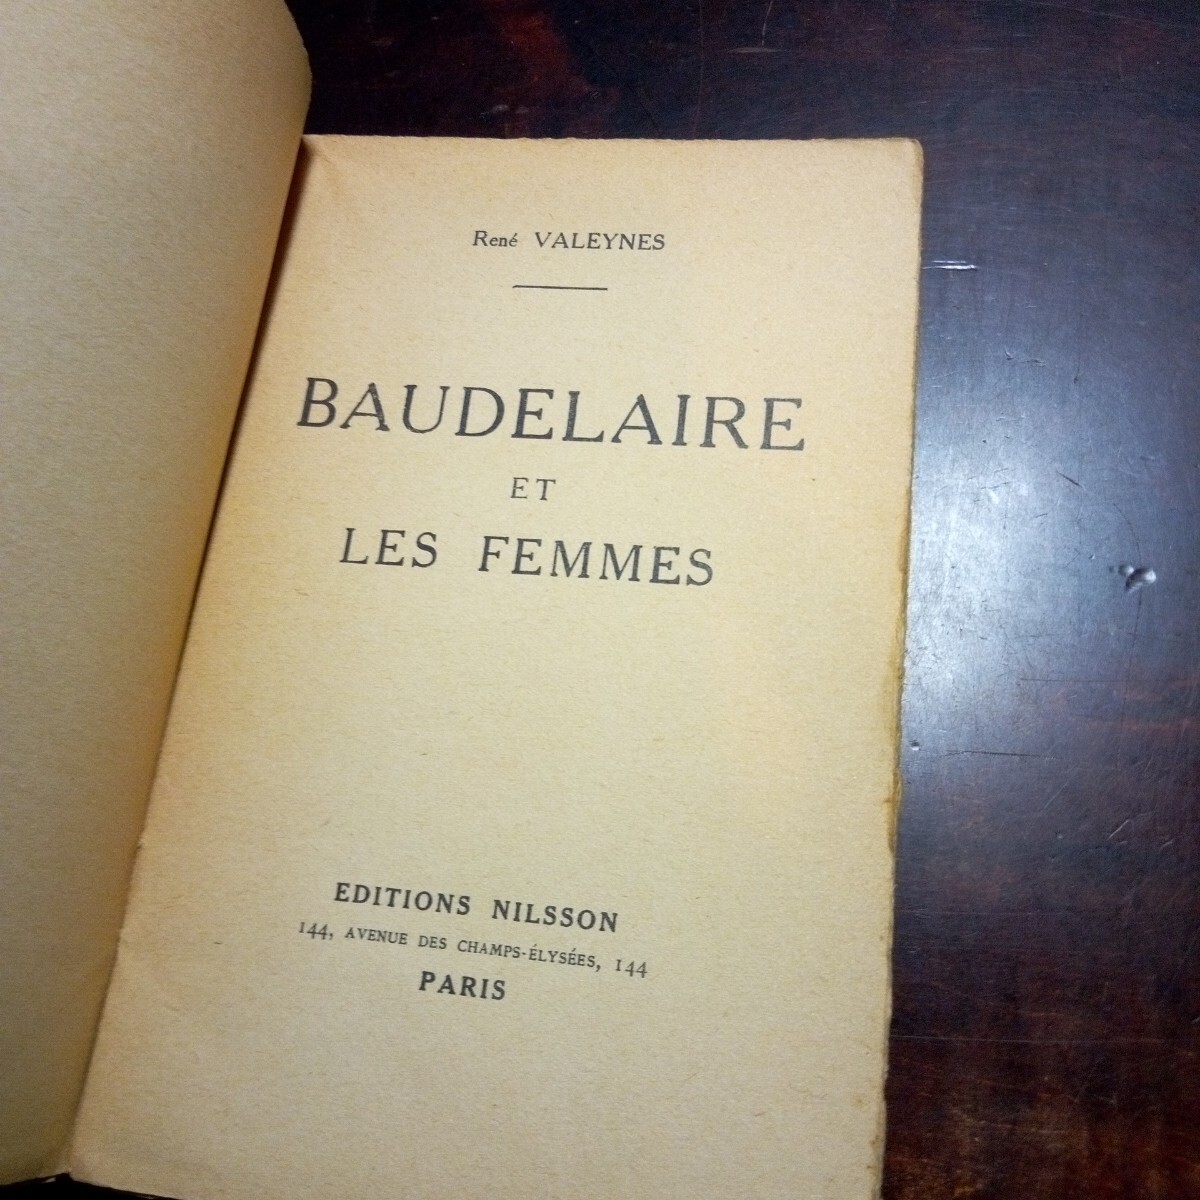 René VALEYNES
BAUDELAIRE
ET
LES FEMMES
EDITIONS NILSSON
144, AVENUE DES CHAMPS-ÉLYSÉES, 144
PARIS